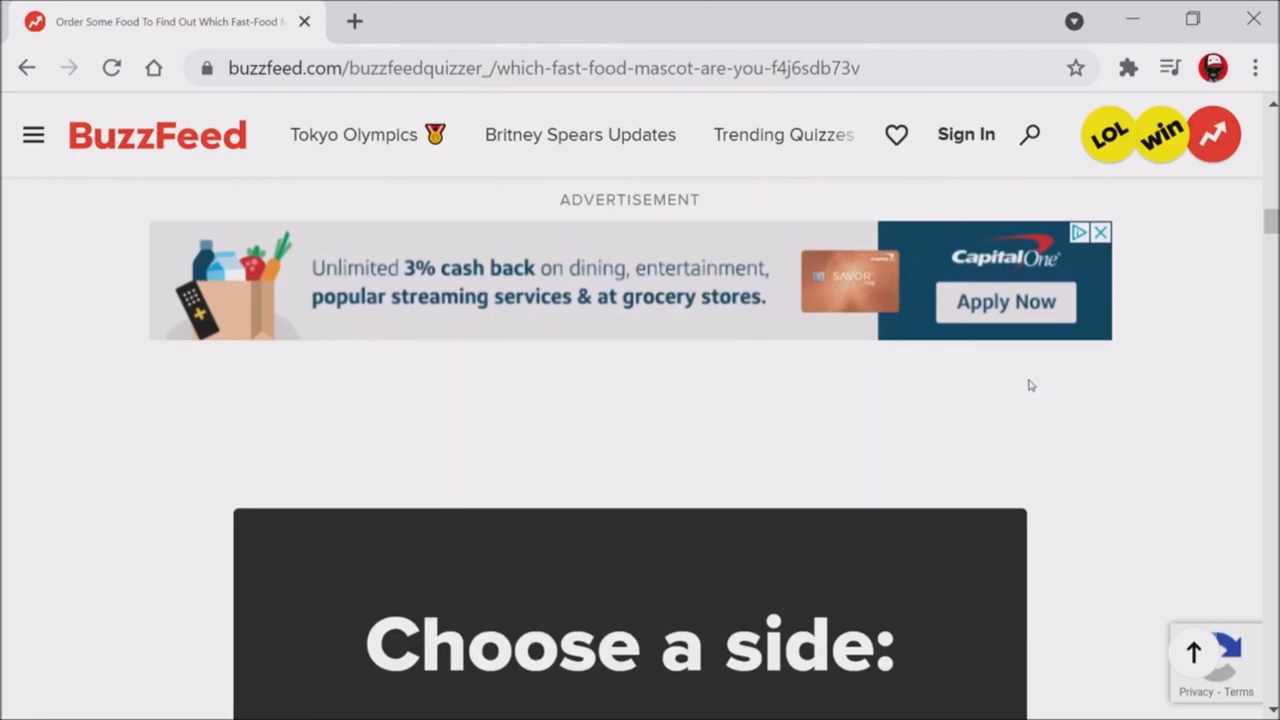 Order Some Food To Find Out Which Fast-Food
buzzfeed.com/buzzfeedquizzer_/which-fast-food-mascot-are-you-f4j6sdb73v
BuzzFeed
Tokyo Olympics
Britney Spears Updates
Trending Quizzes
Sign In
LOL
win
ADVERTISEMENT
Unlimited 3% cash back on dining, entertainment,
popular streaming services & at grocery stores.
SAVOR
Capital One
Apply Now
Choose a side:
Privacy - Terms